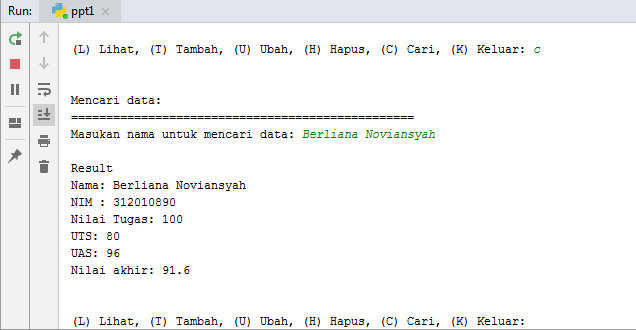 Run: ppt1
(L) Lihat, (T) Tambah, (U) Ubah, (H) Hapus, (C) Cari, (K) Keluar: c
Mencari data:
=================================================
Masukan nama untuk mencari data: Berliana Noviansyah
Result
Nama: Berliana Noviansyah
NIM : 312010890
Nilai Tugas: 100
UTS: 80
UAS: 96
Nilai akhir: 91.6
(L) Lihat, (T) Tambah, (U) Ubah, (H) Hapus, (C) Cari, (K) Keluar: